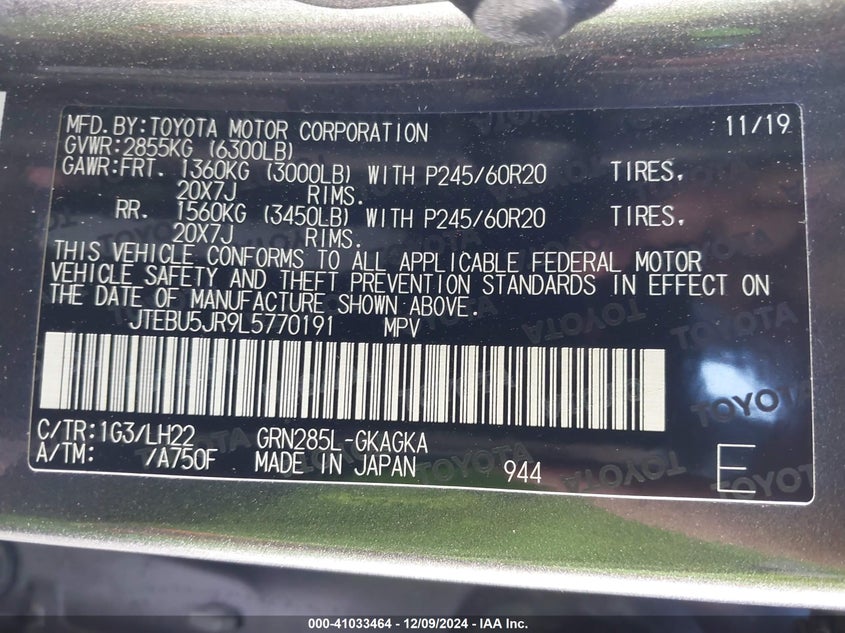 MFD.BY:TOYOTA MOTOR CORPORATION 11/19
GVWR:2855KG (6300LB)
GAWR:FRT. 1360KG (3000LB) WITH P245/60R20 TIRES,
20X7J RIMS.
RR. 1560KG (3450LB) WITH P245/60R20 TIRES,
20X7J RIMS.
THIS VEHICLE CONFORMS TO ALL APPLICABLE FEDERAL MOTOR
VEHICLE SAFETY AND THEFT PREVENTION STANDARDS IN EFFECT ON
THE DATE OF MANUFACTURE SHOWN ABOVE.
JTEBU5JR9L5770191 MPV
TOYOTA
C/TR:1G3/LH22 GRN285L-GKAGKA
A/TM: /A750F MADE IN JAPAN 944 E
TOYOTA
000-41033464 - 12/09/2024 - IAA Inc.